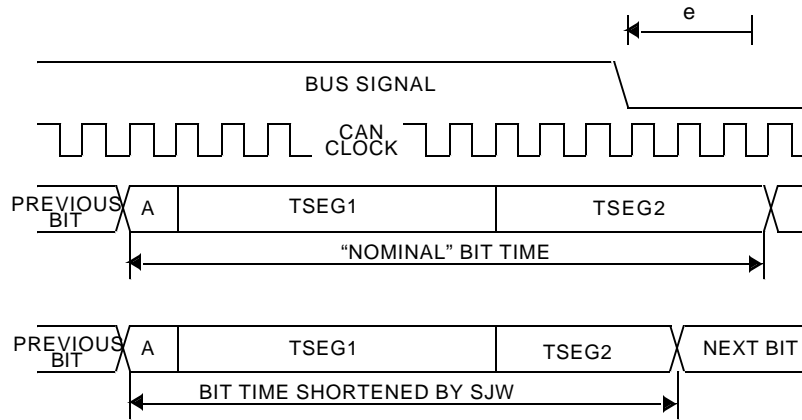 e
BUS SIGNAL
CAN
CLOCK
PREVIOUS
BIT
A
TSEG1
TSEG2
“NOMINAL” BIT TIME
PREVIOUS
BIT
A
TSEG1
TSEG2
NEXT BIT
BIT TIME SHORTENED BY SJW